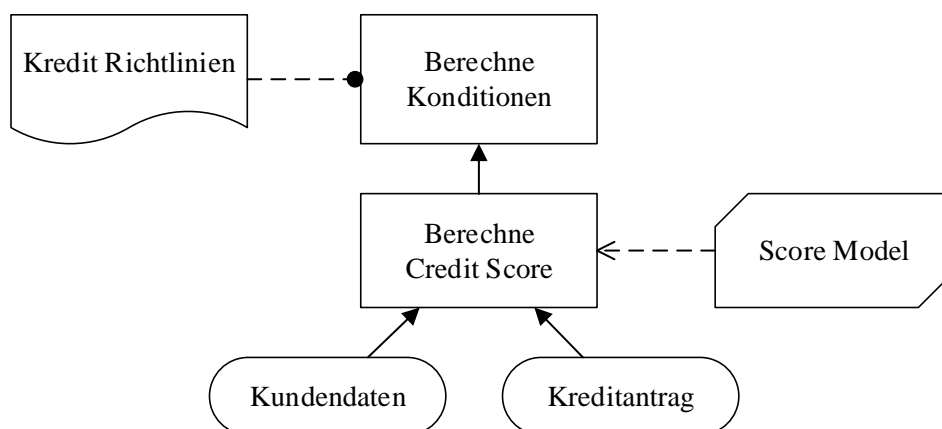 Kredit Richtlinien
Berechne
Konditionen
Berechne
Credit Score
Score Model
Kundendaten
Kreditantrag